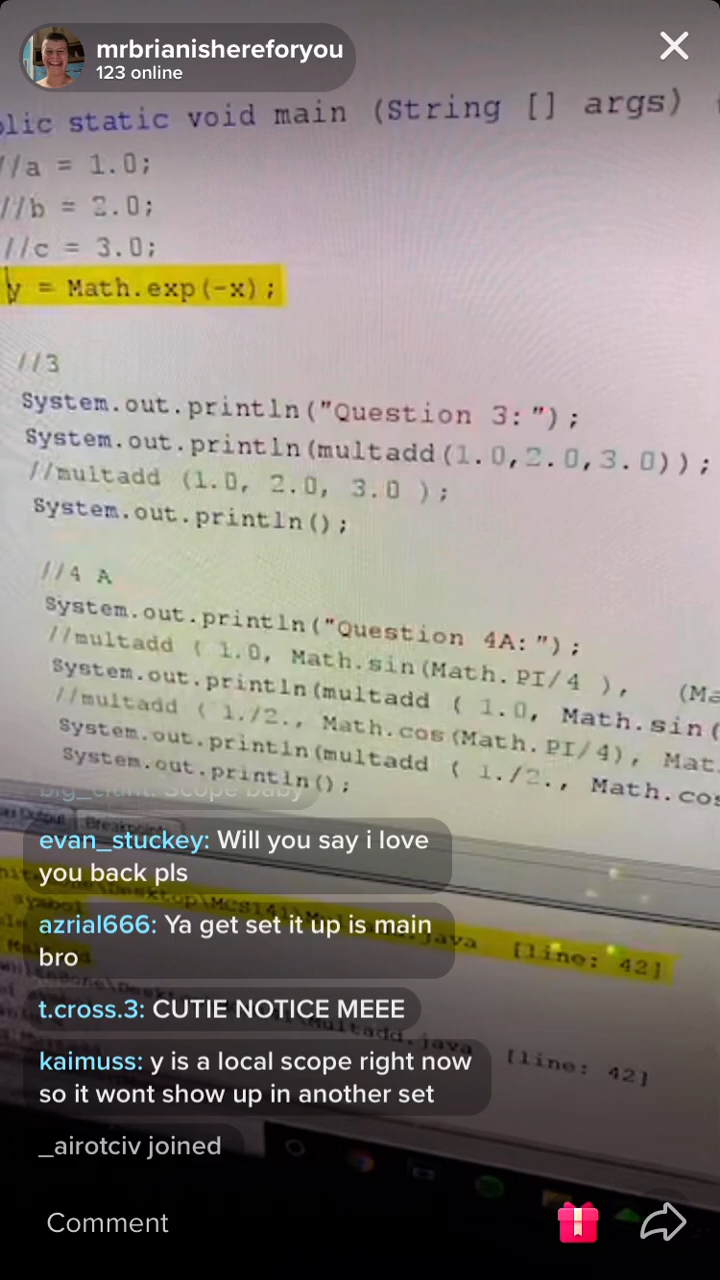 mrbrianishereforyou
123 online
lic static void main (String [] args)
//a = 1.0;
//b = 2.0;
//c = 3.0;
y = Math.exp(-x);
//3
System.out.println("Question 3:");
System.out.println(multadd(1.0,2.0,3.0));
//multadd (1.0, 2.0, 3.0 );
System.out.println();
//4 A
System.out.println("Question 4A:");
//multadd ( 1.0, Math.sin(Math.PI/4 ), (Ma
System.out.println(multadd ( 1.0, Math.sin(
//multadd ( 1./2., Math.cos(Math.PI/4), Mat
System.out.println(multadd ( 1./2., Math.cos
System.out.println();
Scope baby
evan_stuckey: Will you say i love
you back pls
azrial666: Ya get set it up is main
bro
t.cross.3: CUTIE NOTICE MEEE
kaimuss: y is a local scope right now
so it wont show up in another set
_airotciv joined
.java [line: 42]
Multadd.java [line: 42]
Comment